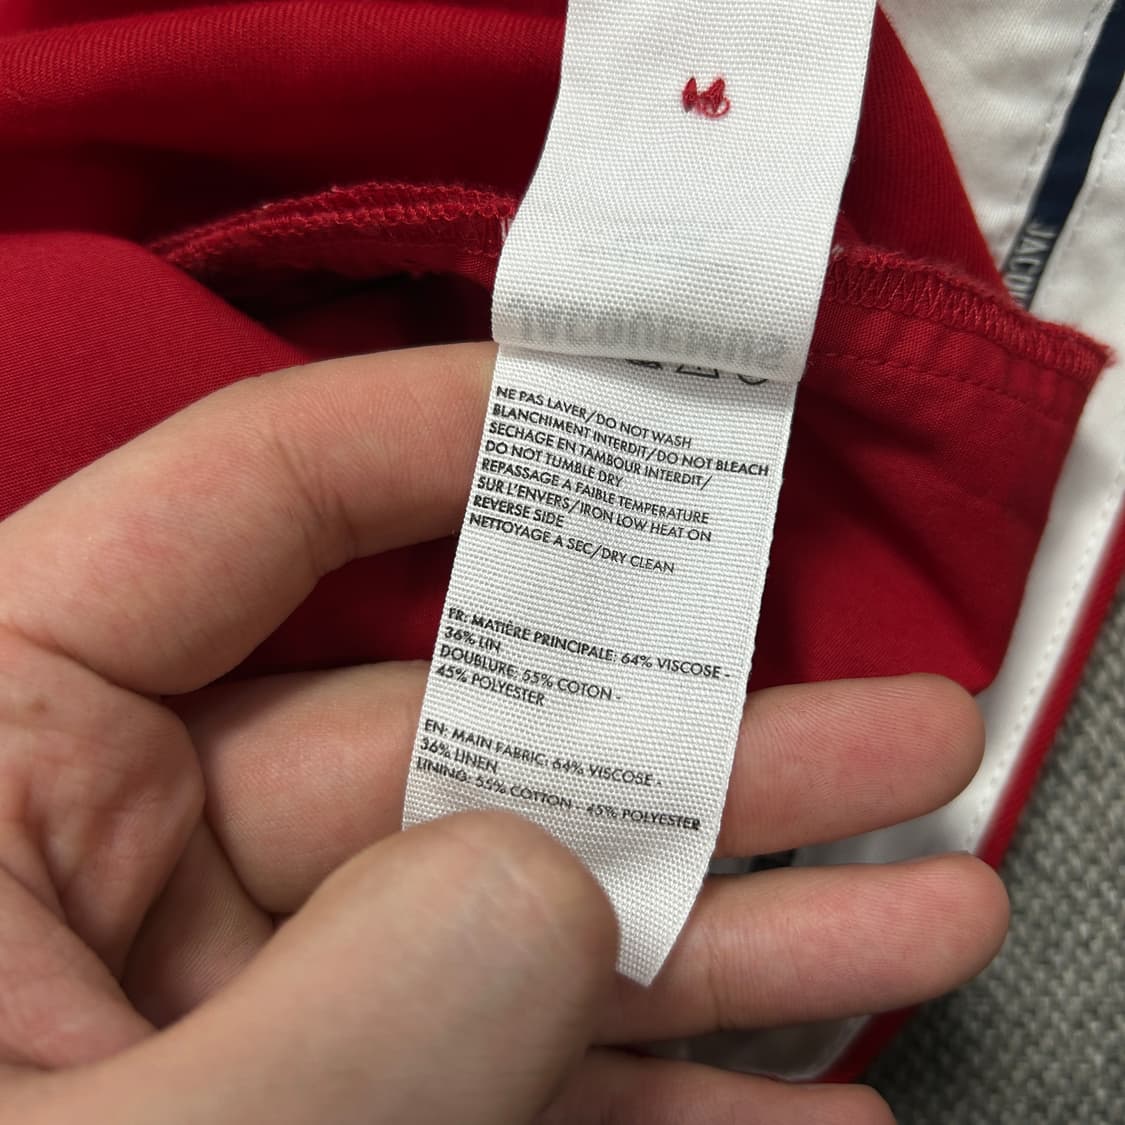 JACQU
NE PAS LAVER/DO NOT WASH
BLANCHIMENT INTERDIT/DO NOT BLEACH
SECHAGE EN TAMBOUR INTERDIT/
DO NOT TUMBLE DRY
REPASSAGE A FAIBLE TEMPERATURE
SUR L'ENVERS/IRON LOW HEAT ON
REVERSE SIDE
NETTOYAGE A SEC/DRY CLEAN
FR: MATIÈRE PRINCIPALE: 64% VISCOSE -
36% LIN
DOUBLURE: 55% COTON -
45% POLYESTER
EN: MAIN FABRIC: 64% VISCOSE -
36% LINEN
LINING: 55% COTTON - 45% POLYESTER